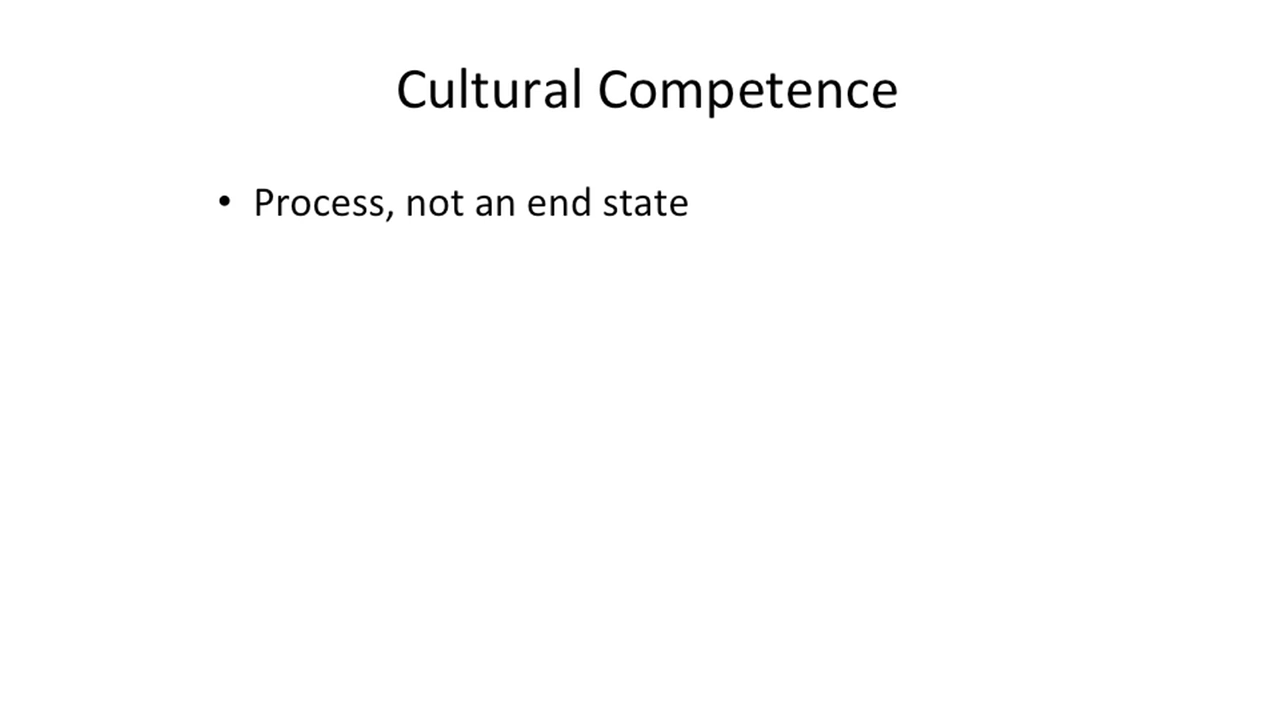 Cultural Competence
• Process, not an end state